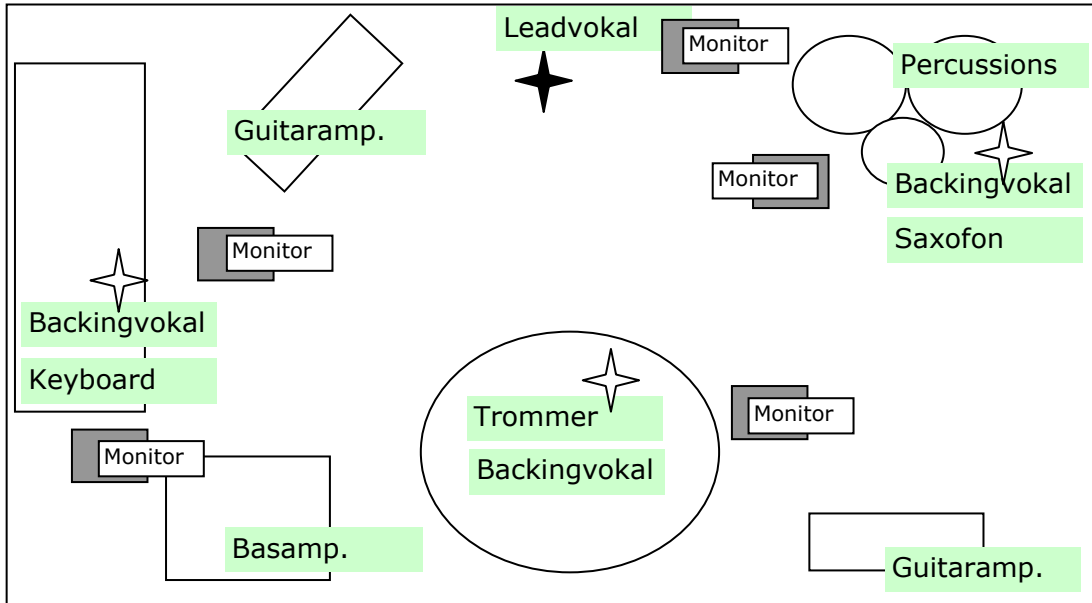 Leadvokal
Monitor
Percussions
Guitaramp.
Monitor
Backingvokal
Saxofon
Monitor
Backingvokal
Keyboard
Trommer
Monitor
Backingvokal
Monitor
Basamp.
Guitaramp.